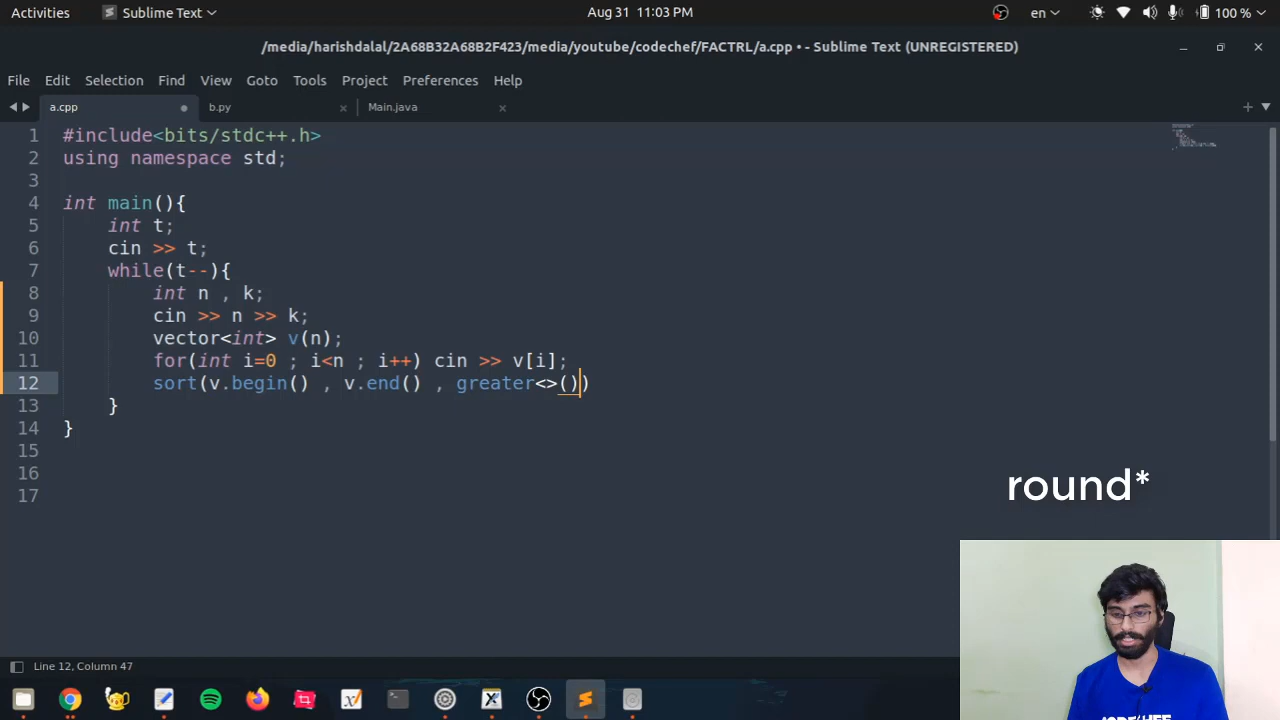 Activities Sublime Text Aug 31 11:03 PM en 100 %
/media/harishdalal/2A68B32A68B2F423/media/youtube/codechef/FACTRL/a.cpp • - Sublime Text (UNREGISTERED)
File Edit Selection Find View Goto Tools Project Preferences Help
a.cpp b.py Main.java
1 #include<bits/stdc++.h>
2 using namespace std;
3
4 int main(){
5 int t;
6 cin >> t;
7 while(t--){
8 int n , k;
9 cin >> n >> k;
10 vector<int> v(n);
11 for(int i=0 ; i<n ; i++) cin >> v[i];
12 sort(v.begin() , v.end() , greater<>())
13 }
14 }
15
16
17
round*
Line 12, Column 47